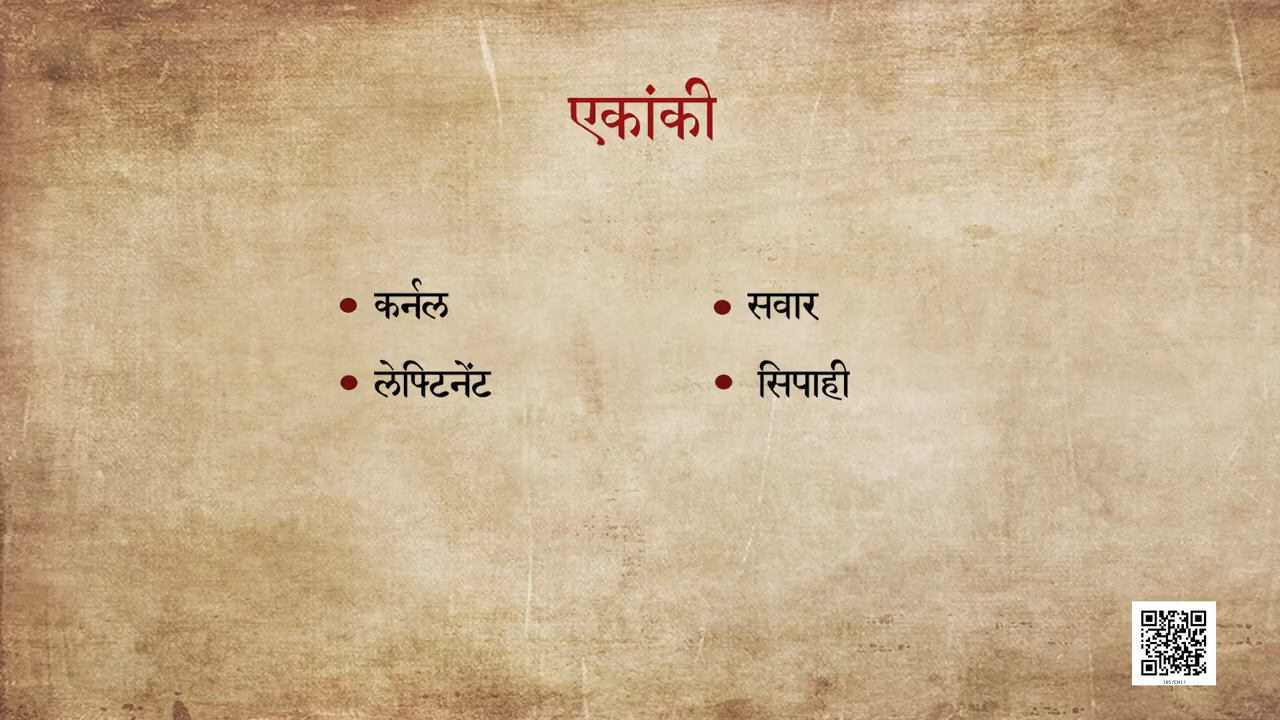 एकांकी
कर्नल
सवार
लेफ्टिनेंट
सिपाही